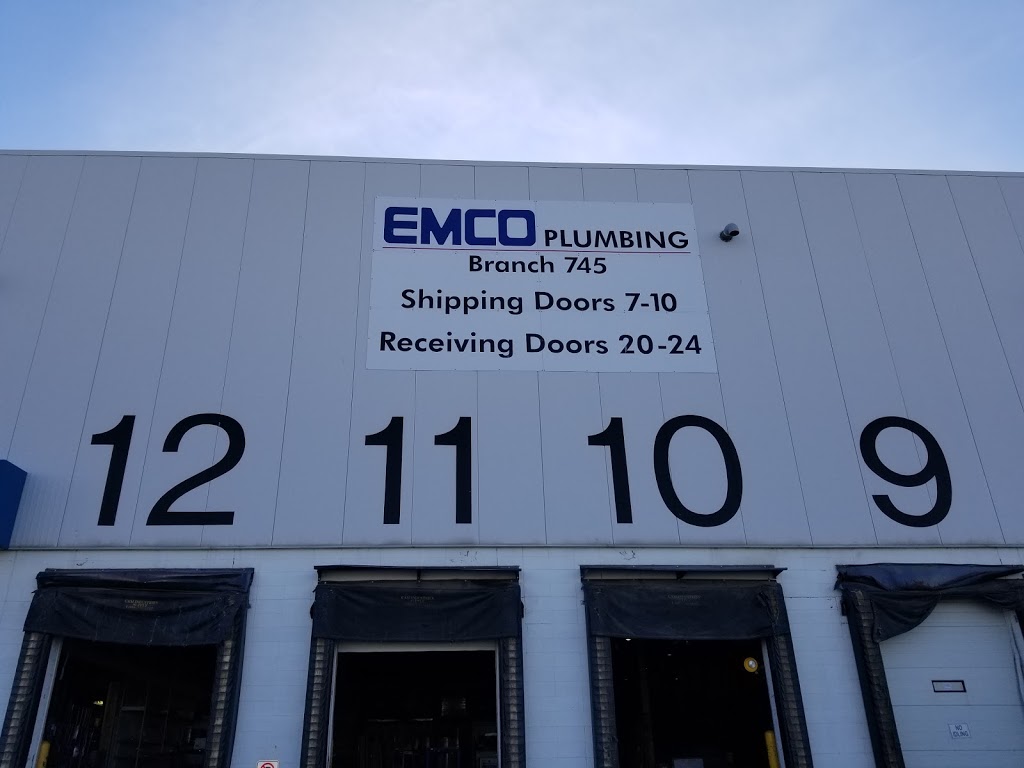 EMCO PLUMBING
Branch 745
Shipping Doors 7-10
Receiving Doors 20-24
12 11 10 9
NO IDLING